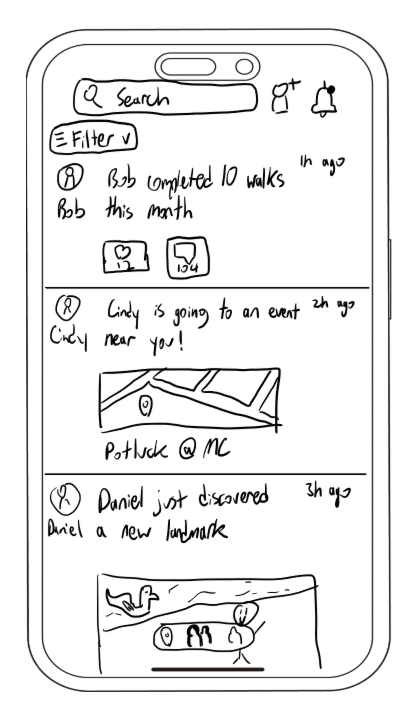 Search
Filter
Bob completed 10 walks
1h ago
Bob
this month
12
104
Cindy is going to an event
2h ago
Cindy
near you!
Potluck @ MC
Daniel just discovered
3h ago
Daniel
a new landmark